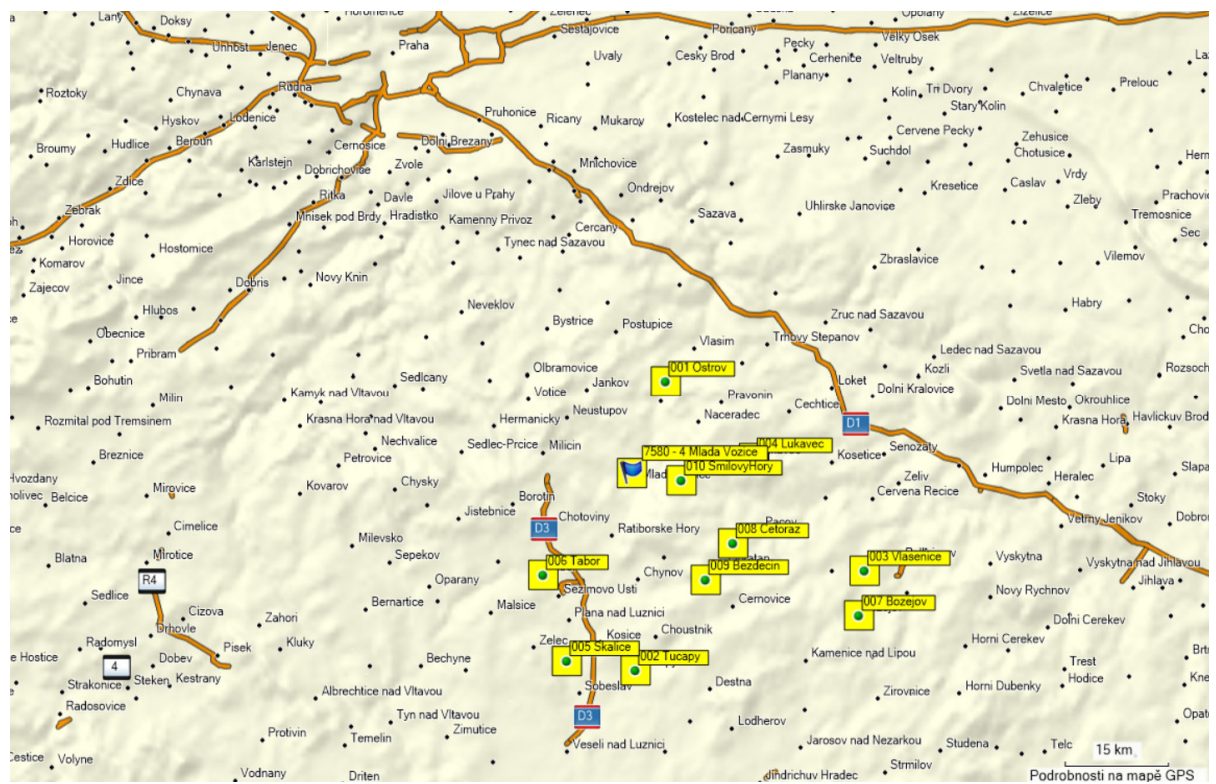 Lany
Doksy
Horomerice
Zelenec
Opolany
Zizelice
Unhost
Jenec
Praha
Sestajovice
Poricany
Velky Osek
Uvaly
Cesky Brod
Pecky
Cerhenice
Veltruby
Planany
Roztoky
Chynava
Rudna
Kolin
Tri Dvory
Chvaletice
Prelouc
Hyskov
Lodenice
Pruhonice
Ricany
Mukarov
Kostelec nad Cernymi Lesy
Stary Kolin
Broumy
Hudlice
Beroun
Cernosice
Dolni Brezany
Cervene Pecky
Zehusice
Zdice
Karlstejn
Dobrichovice
Zvole
Mnichovice
Zasmuky
Suchdol
Chotusice
Ritka
Davle
Jilove u Prahy
Ondrejov
Kresetice
Caslav
Vrdy
Prachovice
Zebrak
Mnisek pod Brdy
Hradistko
Kamenny Privoz
Sazava
Uhlirske Janovice
Zleby
Tremosnice
Horovice
Hostomice
Cercany
Sec
Komarov
Tynec nad Sazavou
Zbraslavice
Vilemov
Zajecov
Jince
Dobris
Novy Knin
Hlubos
Neveklov
Bystrice
Postupice
Zruc nad Sazavou
Habry
Obecnice
Pribram
Vlasim
Trhovy Stepanov
Ledec nad Sazavou
Bohutin
Sedlcany
Olbramovice
001 Ostrov
Loket
Kozli
Svetla nad Sazavou
Milin
Kamyk nad Vltavou
Votice
Jankov
Pravonin
Dolni Kralovice
Rozmital pod Tremsinem
Krasna Hora nad Vltavou
Hermanicky
Neustupov
Naceradec
Cechtice
Dolni Mesto
Okrouhlice
Krasna Hora
Havlickuv Brod
D1
Breznice
Nechvalice
Sedlec-Prcice
Milicin
004 Lukavec
Senozaty
Petrovice
7580 - 4 Mlada Vozice
Kosetice
Lipa
Hvozdany
010 SmilovyHory
Zeliv
Humpolec
Heralec
Belcice
Mirovice
Kovarov
Chysky
Borotin
Cervena Recice
Stoky
Cimelice
Jistebnice
D3
Chotoviny
Ratiborske Hory
Pacov
Vetrny Jenikov
Blatna
Mirotice
Milevsko
Sepekov
008 Cetoraz
Vyskytna
Vyskytna nad Jihlavou
R4
006 Tabor
003 Vlasenice
Sedlice
Oparany
Sezimovo Usti
Chynov
009 Bezdecin
Jihlava
Cizova
Bernartice
Malsice
Cernovice
Novy Rychnov
Zahori
Plana nad Luznici
007 Bozejov
Drhovle
Dolni Cerekev
Radomysl
Pisek
Kluky
Zelec
Kosice
Choustnik
Horni Cerekev
4
Dobev
Bechyne
005 Skalice
002 Tucapy
Kamenice nad Lipou
Trest
Strakonice
Steken
Kestrany
Hodice
Radosovice
Albrechtice nad Vltavou
Sobeslav
Destna
Zirovnice
Horni Dubenky
Tyn nad Vltavou
D3
Lodherov
Protivin
Temelin
Zimutice
Veseli nad Luznici
Jarosov nad Nezarkou
Studena
Telc
15 km
Volyne
Vodnany
Driten
Jindrichuv Hradec
Strmilov
Podrobnosti na mapě GPS